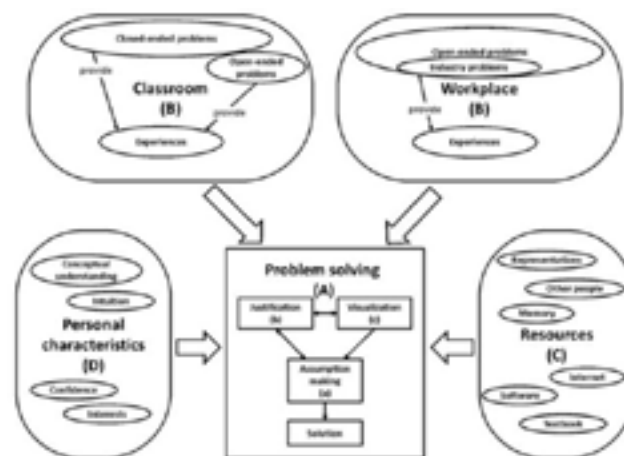 Closed-ended problems
provide
Open-ended
problems
Classroom
(B)
provide
Experiences
Open-ended problems
Industry problems
Workplace
(B)
provide
Experiences
Conceptual
understanding
Intuition
Personal
characteristics
(D)
Confidence
Interests
Problem solving
(A)
Justification
(b)
Visualization
(c)
Assumption
making
(a)
Solution
Representations
Other people
Memory
Resources
(C)
Internet
Software
Textbook